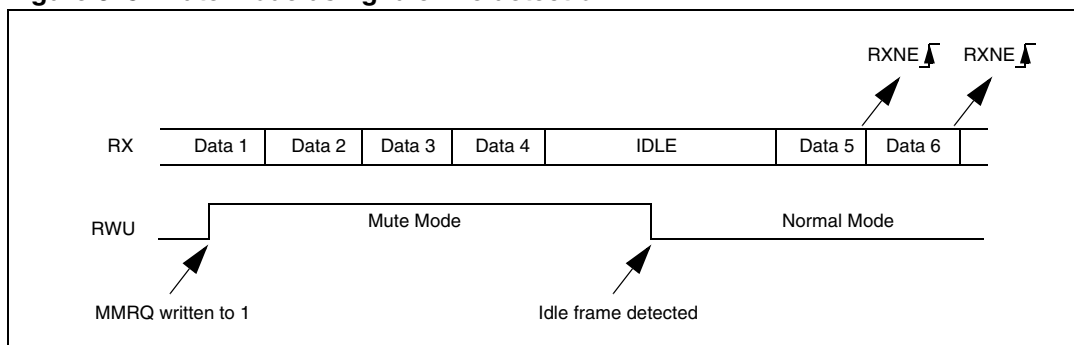 RXNE RXNE
RX Data 1 Data 2 Data 3 Data 4 IDLE Data 5 Data 6
RWU Mute Mode Normal Mode
MMRQ written to 1 Idle frame detected